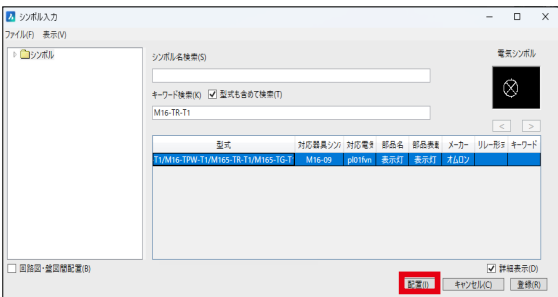 シンボル入力
ファイル(F) 表示(V)
シンボル
シンボル名検索(S)
電気シンボル
キーワード検索(K) 型式も含めて検索(T)
M16-TR-T1
< >
型式 対応器具シンボ 対応電気 部品名 部品表載 メーカー リレー形式 キーワード
T1/M16-TPW-T1/M165-TR-T1/M165-TG-T M16-09 pl01fvn 表示灯 表示灯 オムロン
回路図・盤図間配置(B)
詳細表示(D)
配置(I) キャンセル(C) 登録(R)